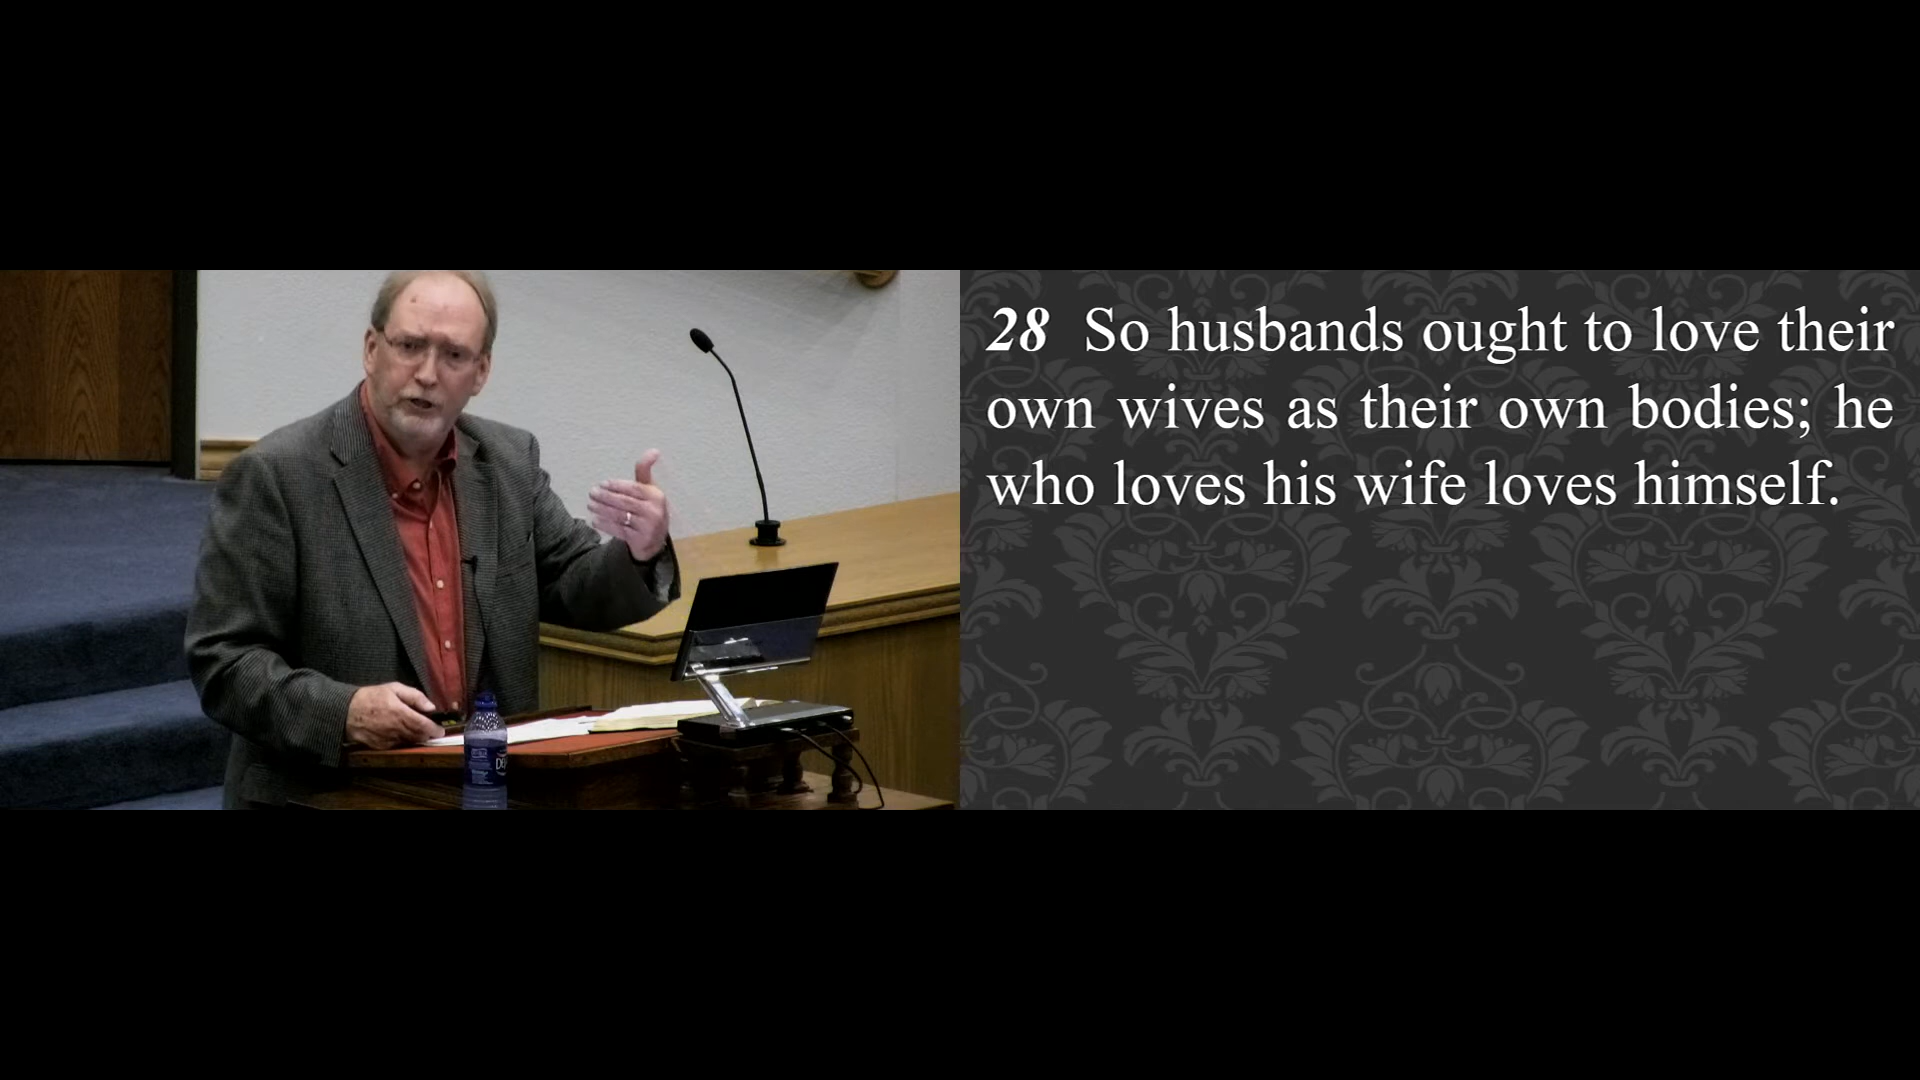 28 So husbands ought to love their
own wives as their own bodies; he
who loves his wife loves himself.